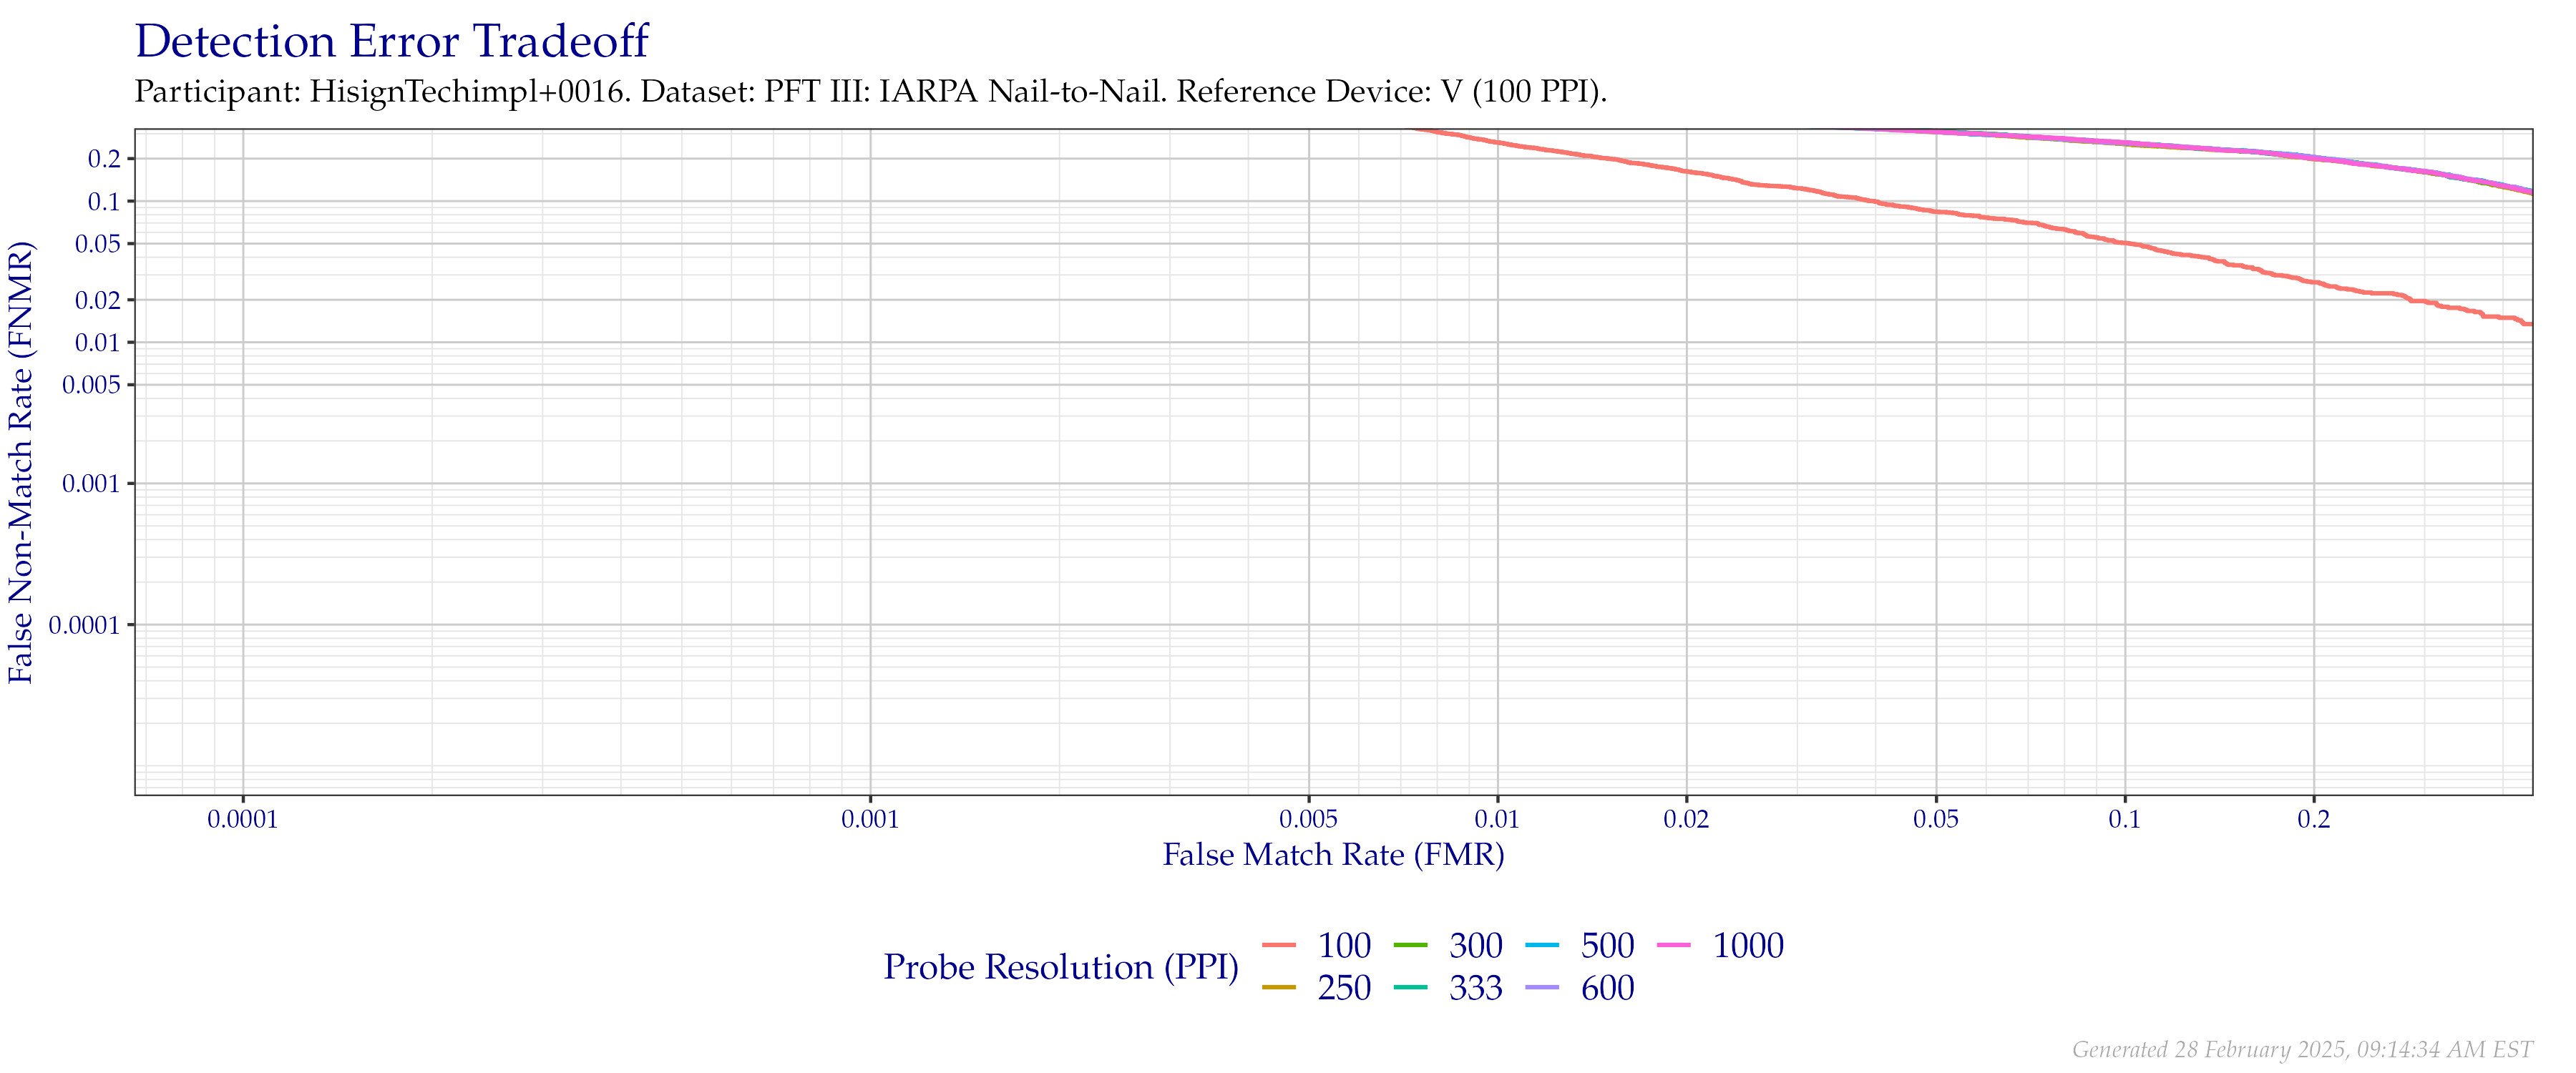 Detection Error Tradeoff
Participant: HisignTechimpl+0016. Dataset: PFT III: IARPA Nail-to-Nail. Reference Device: V (100 PPI).
False Non-Match Rate (FNMR)
0.2
0.1
0.05
0.02
0.01
0.005
0.001
0.0001
0.0001 0.001 0.005 0.01 0.02 0.05 0.1 0.2
False Match Rate (FMR)
Probe Resolution (PPI)
100 300 500 1000
250 333 600
Generated 28 February 2025, 09:14:34 AM EST